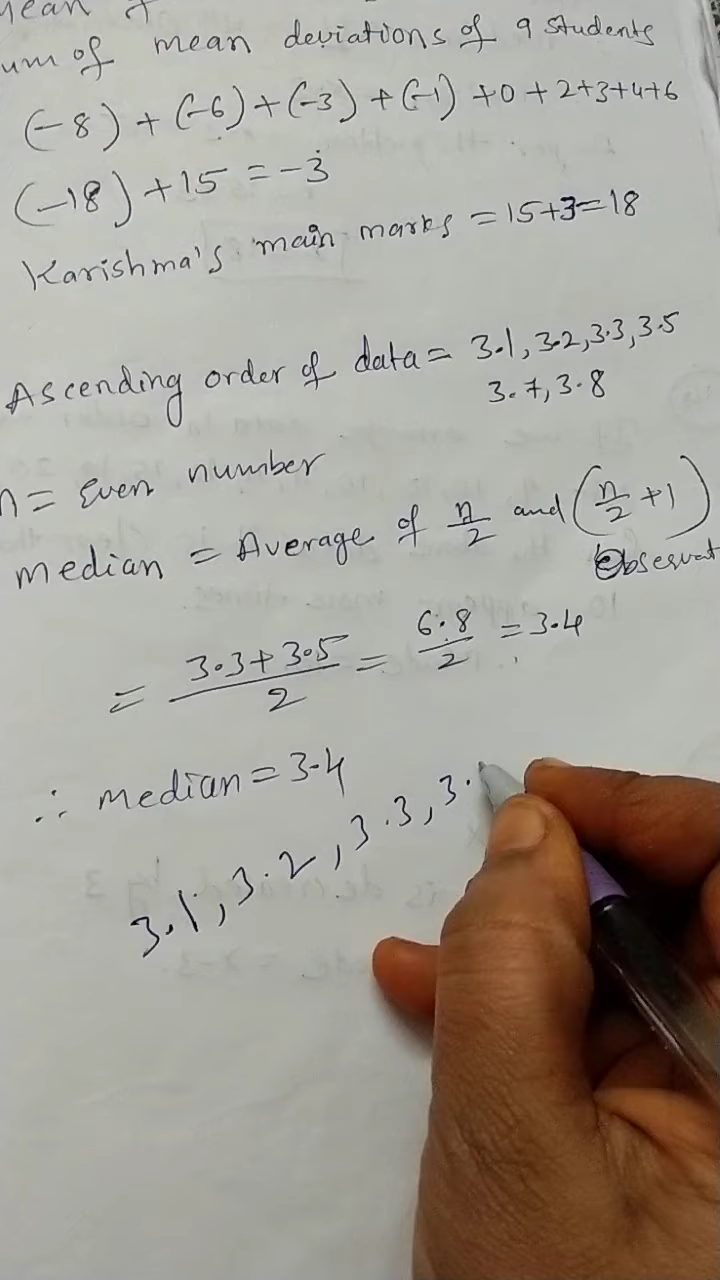 mean
um of mean deviations of 9 students
(-8) + (-6) + (-3) + (-1) +0 + 2+3+4+6
(-18) +15 = -3
Karishma's main marks = 15+3=18
Ascending order of data = 3.1, 3.2, 3.3, 3.5
3.7, 3.8
n = Even number
median = Average of n/2 and (n/2 +1)
observat
= 3.3+3.5/2 = 6.8/2 = 3.4
∴ median = 3.4
3.1, 3.2, 3.3, 3.